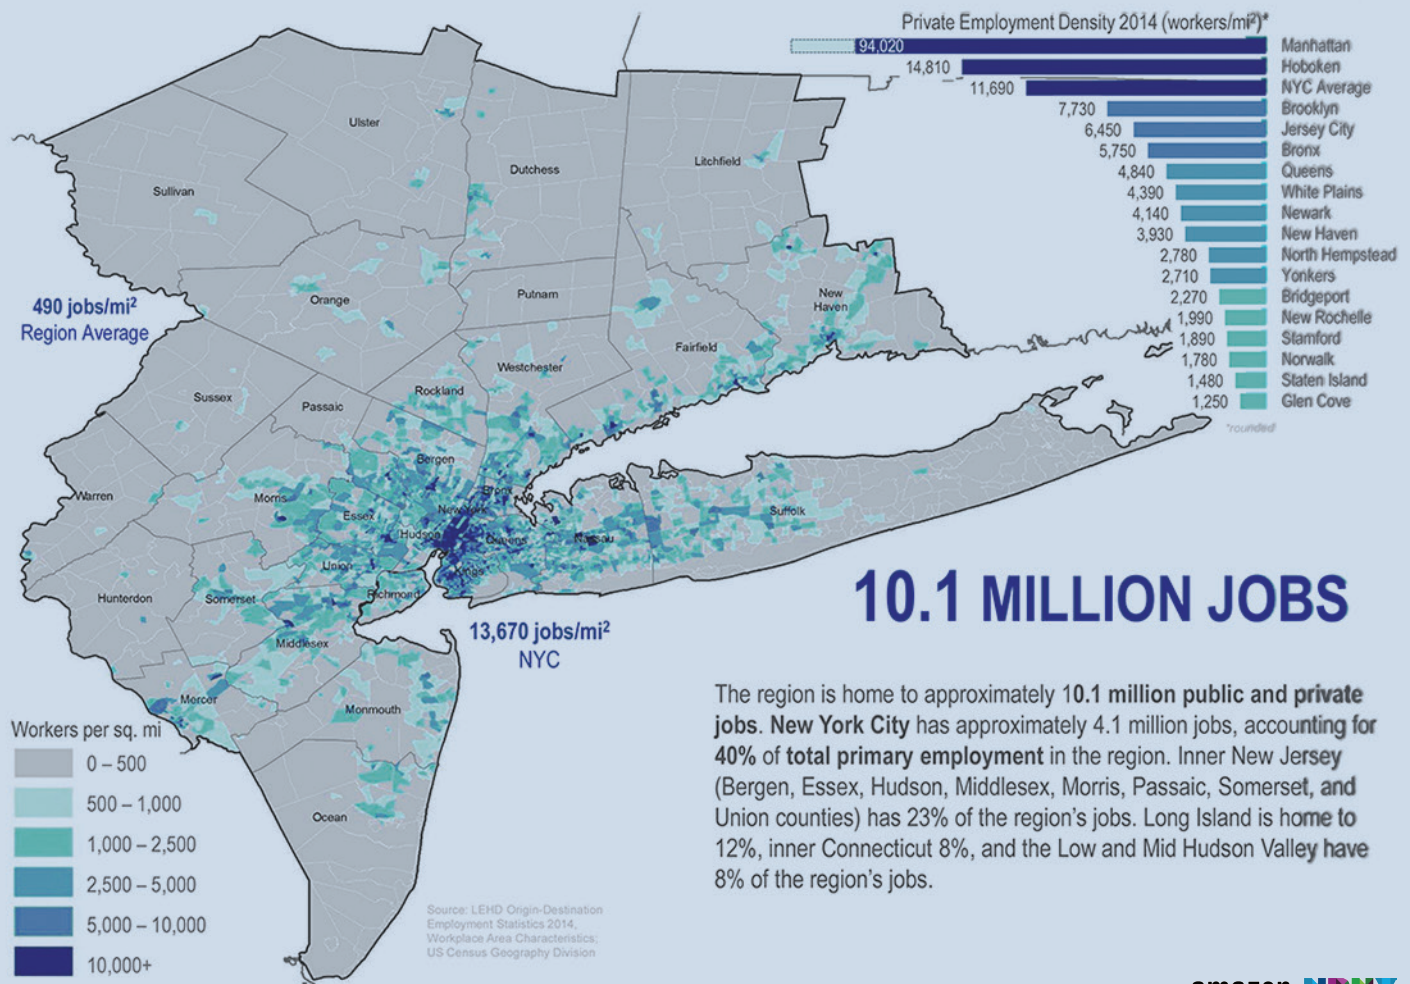 Private Employment Density 2014 (workers/mi²)*
94,020 Manhattan
14,810 Hoboken
11,690 NYC Average
7,730 Brooklyn
6,450 Jersey City
5,750 Bronx
4,840 Queens
4,390 White Plains
4,140 Newark
3,930 New Haven
2,780 North Hempstead
2,710 Yonkers
2,270 Bridgeport
1,990 New Rochelle
1,890 Stamford
1,780 Norwalk
1,480 Staten Island
1,250 Glen Cove
*rounded
Ulster
Sullivan
Dutchess
Litchfield
490 jobs/mi²
Region Average
Orange
Putnam
New
Haven
Fairfield
Westchester
Rockland
Sussex
Passaic
Bergen
Warren
Morris
Bronx
New York
Essex
Hudson
Queens
Nassau
Suffolk
Union
Kings
Hunterdon
Somerset
Richmond
Middlesex
13,670 jobs/mi²
NYC
Mercer
Monmouth
Ocean
10.1 MILLION JOBS
The region is home to approximately 10.1 million public and private
jobs. New York City has approximately 4.1 million jobs, accounting for
40% of total primary employment in the region. Inner New Jersey
(Bergen, Essex, Hudson, Middlesex, Morris, Passaic, Somerset, and
Union counties) has 23% of the region's jobs. Long Island is home to
12%, inner Connecticut 8%, and the Low and Mid Hudson Valley have
8% of the region's jobs.
Workers per sq. mi
0 – 500
500 – 1,000
1,000 – 2,500
2,500 – 5,000
5,000 – 10,000
10,000+
Source: LEHD Origin-Destination
Employment Statistics 2014,
Workplace Area Characteristics;
US Census Geography Division
amazon